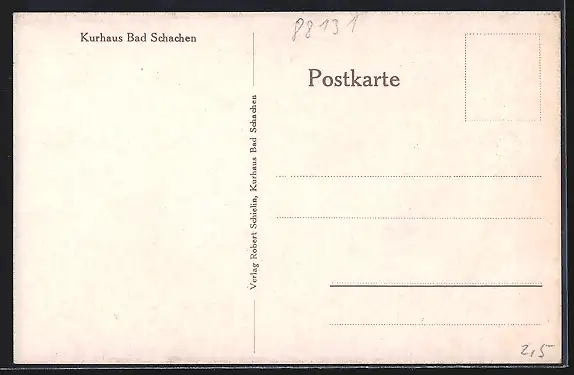 Kurhaus Bad Schachen
88131
Postkarte
Verlag Robert Schielin, Kurhaus Bad Schachen
2,5